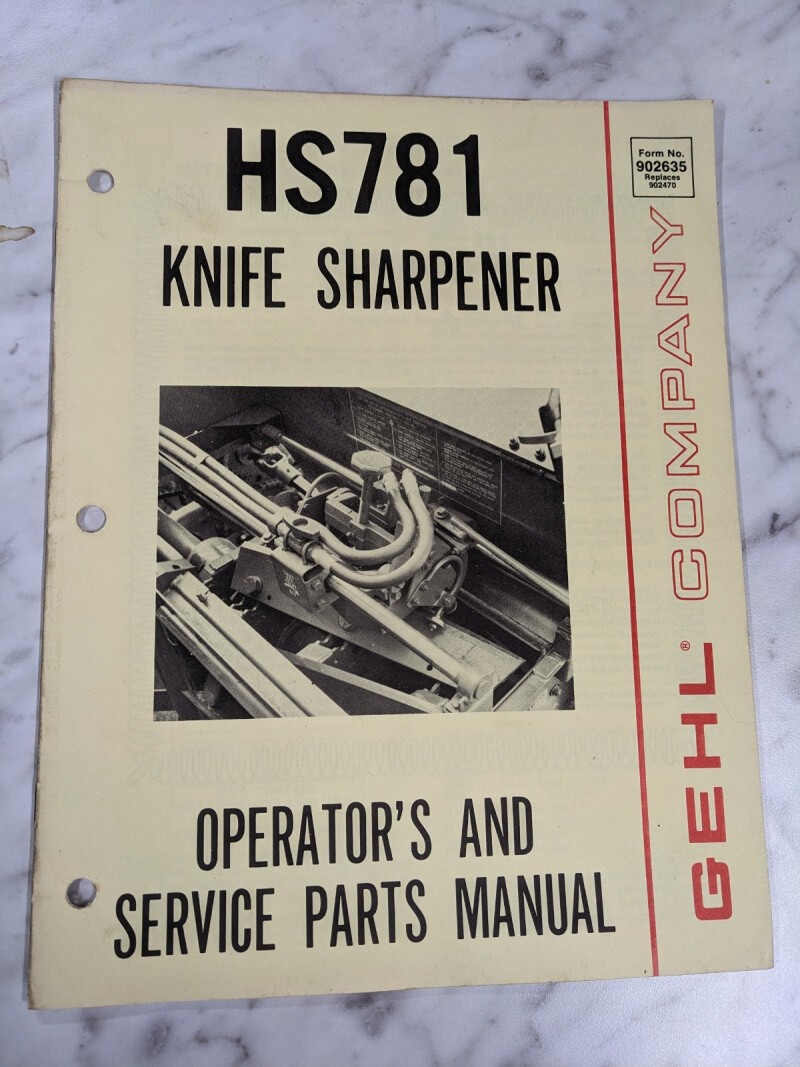 HS781
KNIFE SHARPENER
Form No.
902635
Replaces
902470
GEHL® COMPANY
OPERATOR'S AND
SERVICE PARTS MANUAL